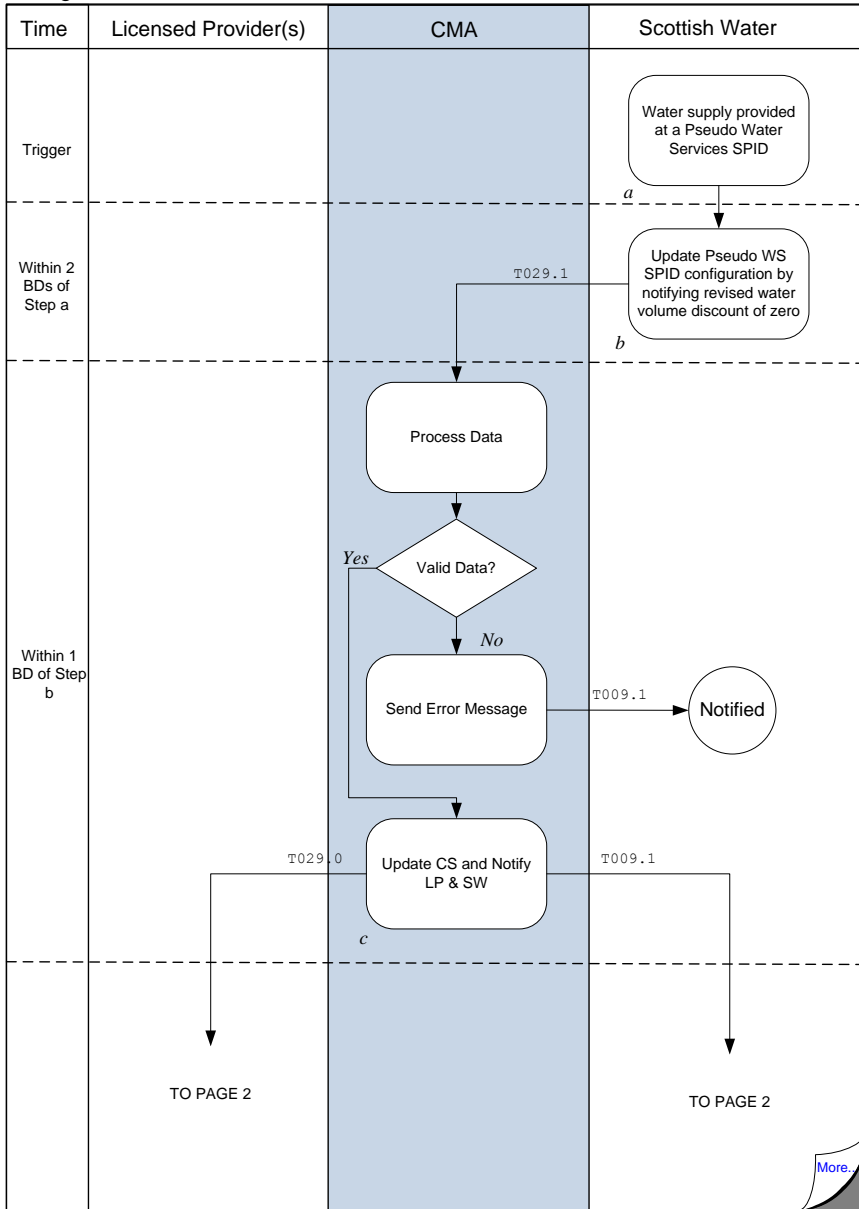 Time
Licensed Provider(s)
CMA
Scottish Water
Trigger
Water supply provided
at a Pseudo Water
Services SPID
a
Within 2
BDs of
Step a
Update Pseudo WS
SPID configuration by
notifying revised water
volume discount of zero
T029.1
b
Process Data
Valid Data?
Yes
No
Within 1
BD of Step
b
Send Error Message
T009.1
Notified
T029.0
Update CS and Notify
LP & SW
T009.1
c
TO PAGE 2
TO PAGE 2
More..